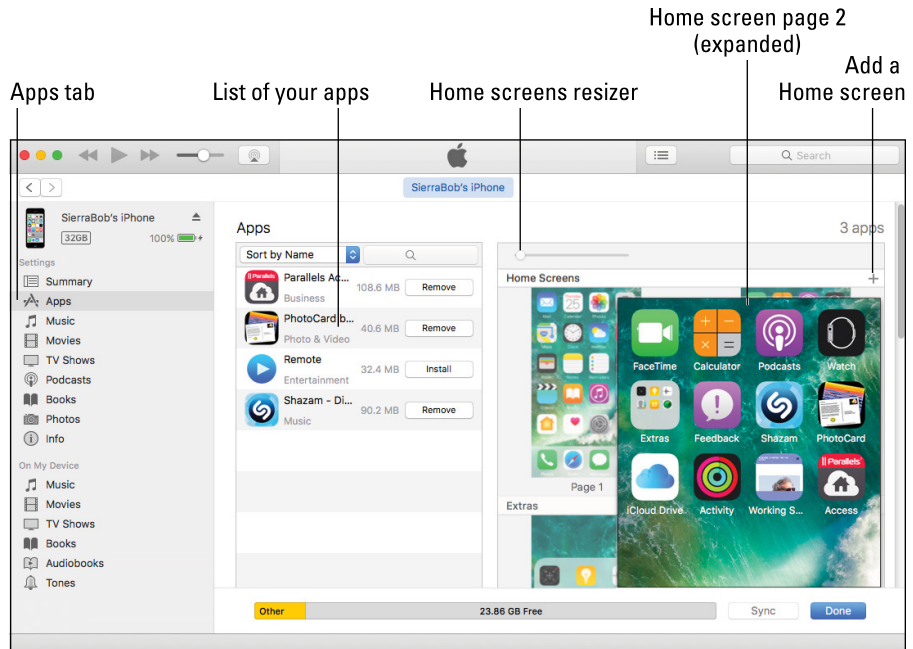 Home screen page 2
(expanded)
Add a
Home screen
Apps tab
List of your apps
Home screens resizer
Search
SierraBob's iPhone
SierraBob's iPhone
32GB
100%
Settings
Summary
Apps
Music
Movies
TV Shows
Podcasts
Books
Photos
Info
On My Device
Music
Movies
TV Shows
Books
Audiobooks
Tones
Apps
3 apps
Sort by Name
Parallels Ac...
Business
108.6 MB
Remove
PhotoCard b...
Photo & Video
40.6 MB
Remove
Remote
Entertainment
32.4 MB
Install
Shazam - Di...
Music
90.2 MB
Remove
Home Screens
Page 1
Extras
FaceTime
Calculator
Podcasts
Watch
Extras
Feedback
Shazam
PhotoCard
|| Parallels
iCloud Drive
Activity
Working S...
Access
Other
23.86 GB Free
Sync
Done